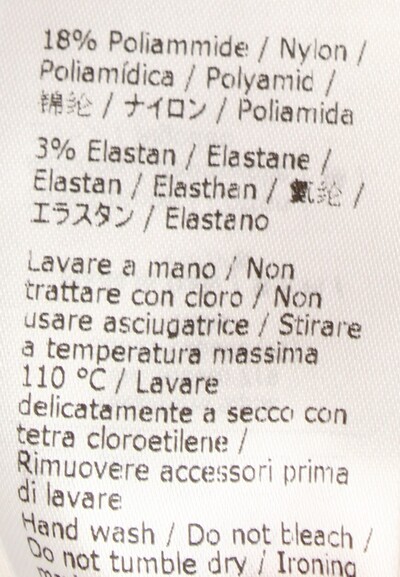 18% Poliammide / Nylon /
Poliamídica / Polyamid /
锦纶 / ナイロン / Poliamida
3% Elastan / Elastane /
Elastan / Elasthan / 氨纶 /
エラスタン / Elastano
Lavare a mano / Non
trattare con cloro / Non
usare asciugatrice / Stirare
a temperatura massima
110 °C / Lavare
delicatamente a secco con
tetra cloroetilene /
Rimuovere accessori prima
di lavare
Hand wash / Do not bleach /
Do not tumble dry / Ironing